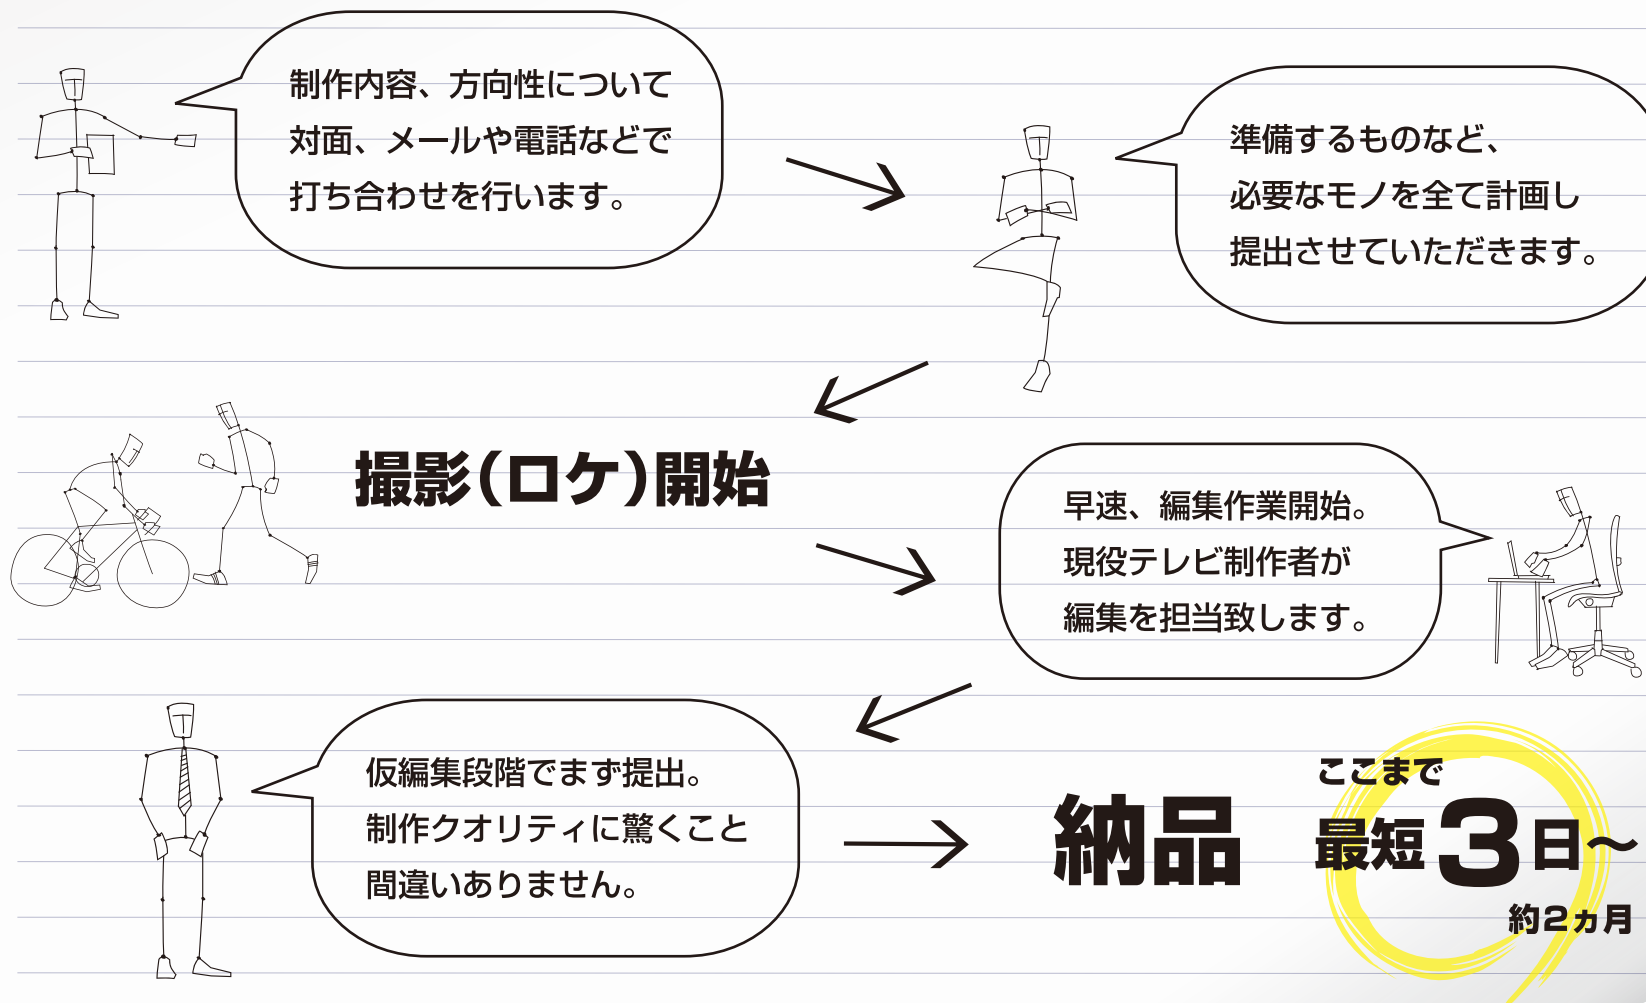 制作内容、方向性について
対面、メールや電話などで
打ち合わせを行います。
準備するものなど、
必要なモノを全て計画し
提出させていただきます。
撮影(ロケ)開始
早速、編集作業開始。
現役テレビ制作者が
編集を担当致します。
仮編集段階でまず提出。
制作クオリティに驚くこと
間違いありません。
納品
ここまで
最短3日〜
約2ヵ月